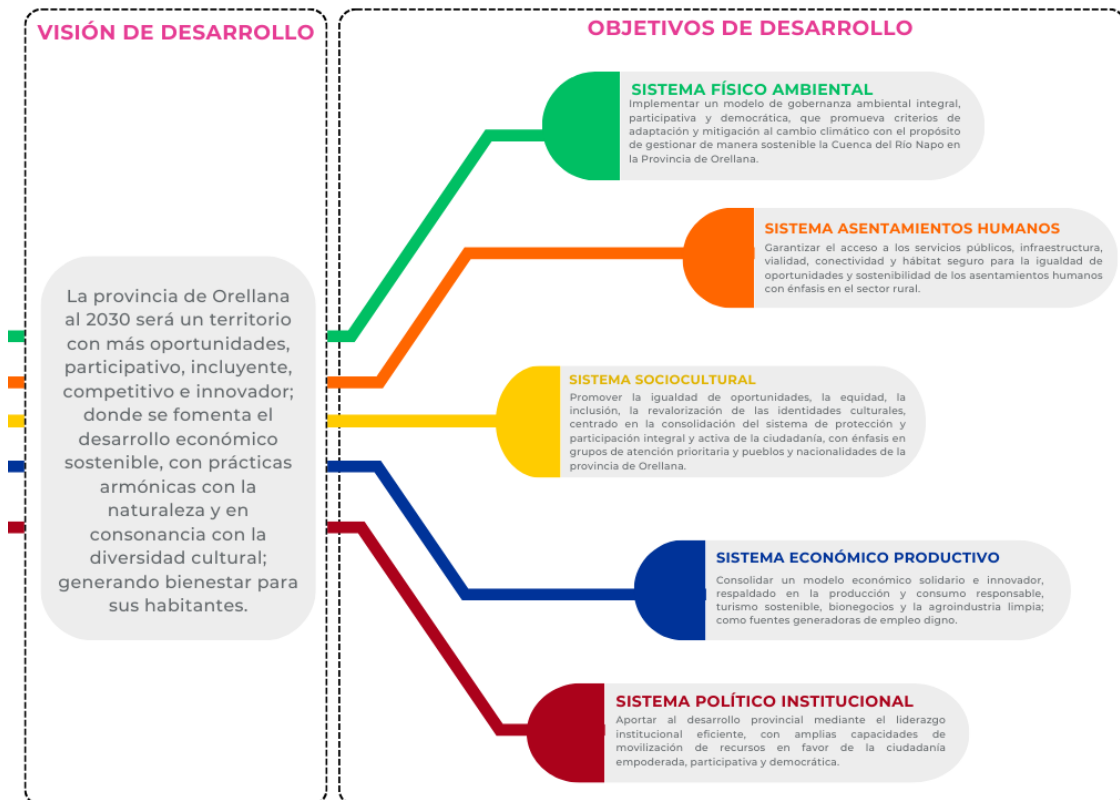 VISIÓN DE DESARROLLO
La provincia de Orellana
al 2030 será un territorio
con más oportunidades,
participativo, incluyente,
competitivo e innovador;
donde se fomenta el
desarrollo económico
sostenible, con prácticas
armónicas con la
naturaleza y en
consonancia con la
diversidad cultural;
generando bienestar para
sus habitantes.
OBJETIVOS DE DESARROLLO
SISTEMA FÍSICO AMBIENTAL
Implementar un modelo de gobernanza ambiental integral,
participativa y democrática, que promueva criterios de
adaptación y mitigación al cambio climático con el propósito
de gestionar de manera sostenible la Cuenca del Río Napo en
la Provincia de Orellana.
SISTEMA ASENTAMIENTOS HUMANOS
Garantizar el acceso a los servicios públicos, infraestructura,
vialidad, conectividad y hábitat seguro para la igualdad de
oportunidades y sostenibilidad de los asentamientos humanos
con énfasis en el sector rural.
SISTEMA SOCIOCULTURAL
Promover la igualdad de oportunidades, la equidad, la
inclusión, la revalorización de las identidades culturales,
centrado en la consolidación del sistema de protección y
participación integral y activa de la ciudadanía, con énfasis en
grupos de atención prioritaria y pueblos y nacionalidades de la
provincia de Orellana.
SISTEMA ECONÓMICO PRODUCTIVO
Consolidar un modelo económico solidario e innovador,
respaldado en la producción y consumo responsable,
turismo sostenible, bionegocios y la agroindustria limpia;
como fuentes generadoras de empleo digno.
SISTEMA POLÍTICO INSTITUCIONAL
Aportar al desarrollo provincial mediante el liderazgo
institucional eficiente, con amplias capacidades de
movilización de recursos en favor de la ciudadanía
empoderada, participativa y democrática.